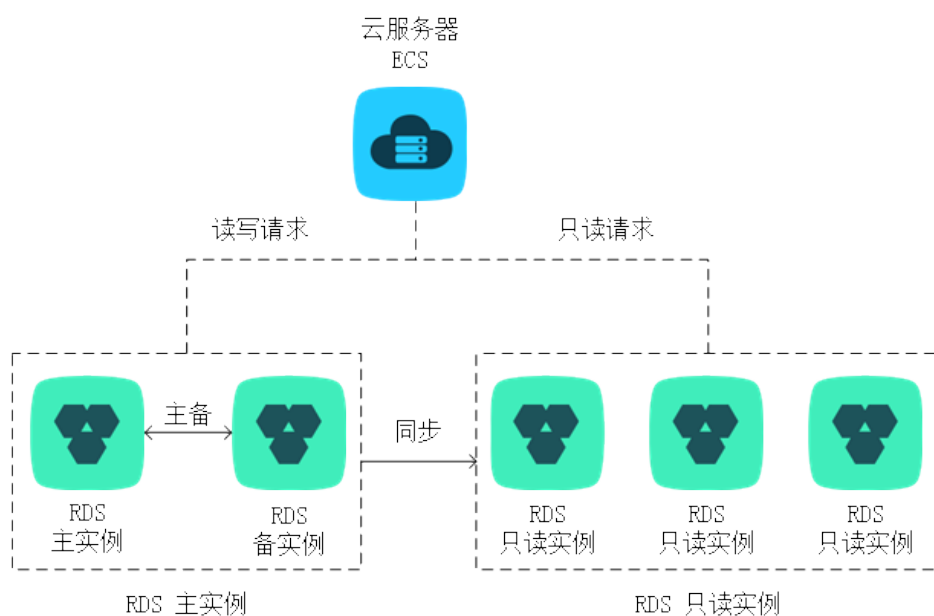 云服务器
ECS
读写请求
只读请求
主备
同步
RDS
主实例
RDS
备实例
RDS
只读实例
RDS
只读实例
RDS
只读实例
RDS 主实例
RDS 只读实例